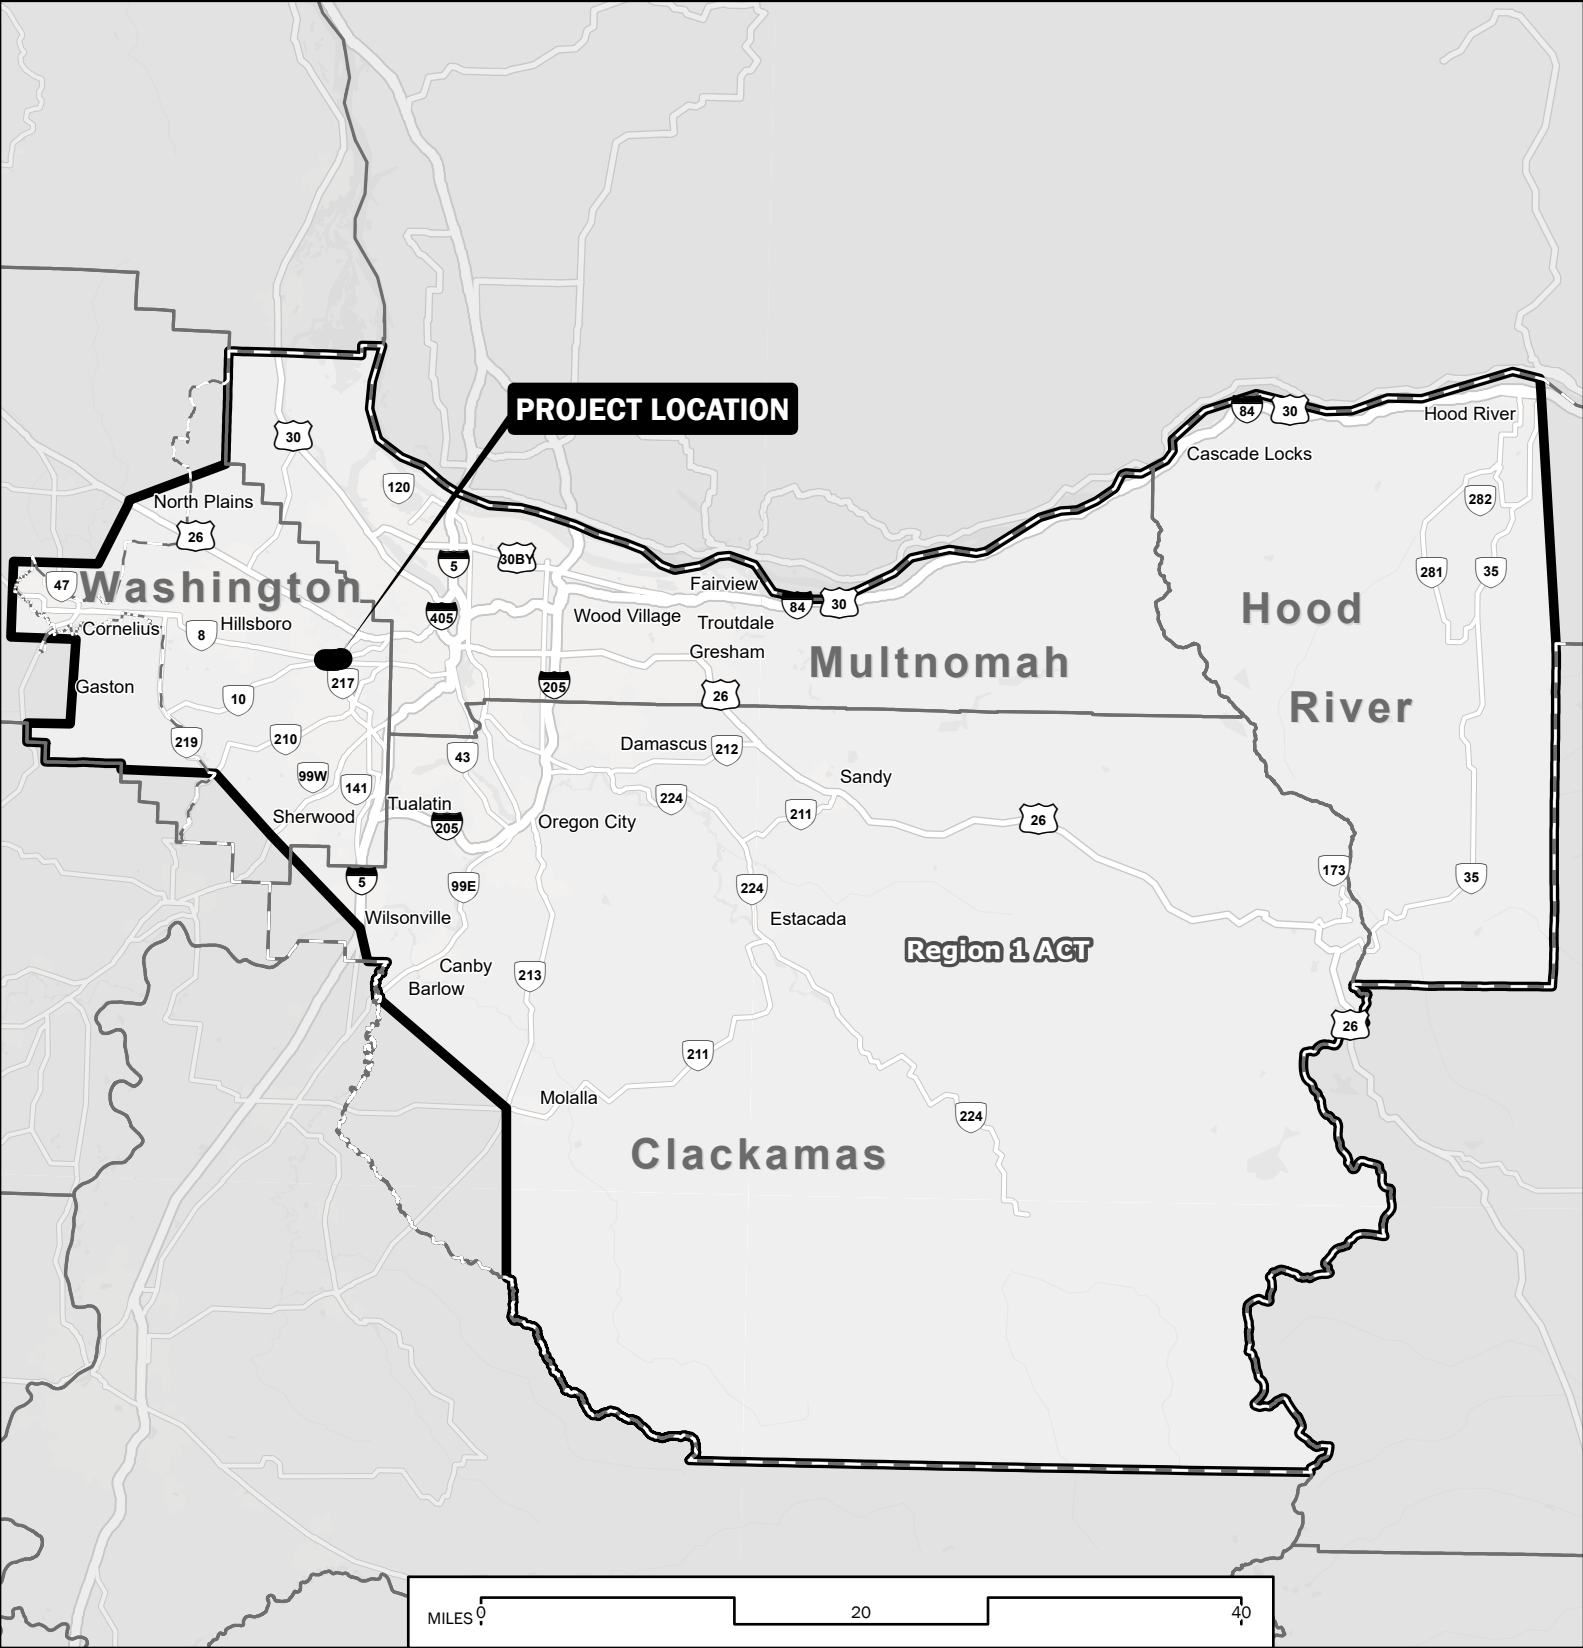 PROJECT LOCATION
84
30
Hood River
30
Cascade Locks
120
282
North Plains
26
5
30BY
281
35
47
Washington
Fairview
84
30
405
Wood Village
Troutdale
Hood
Cornelius
8
Hillsboro
Gresham
Multnomah
217
205
26
Gaston
10
River
219
210
43
Damascus
212
99W
141
Sandy
224
211
26
Sherwood
Tualatin
205
Oregon City
173
35
5
99E
224
Wilsonville
Estacada
Region 1 ACT
Canby
213
Barlow
26
211
Molalla
224
Clackamas
MILES 0 20 40